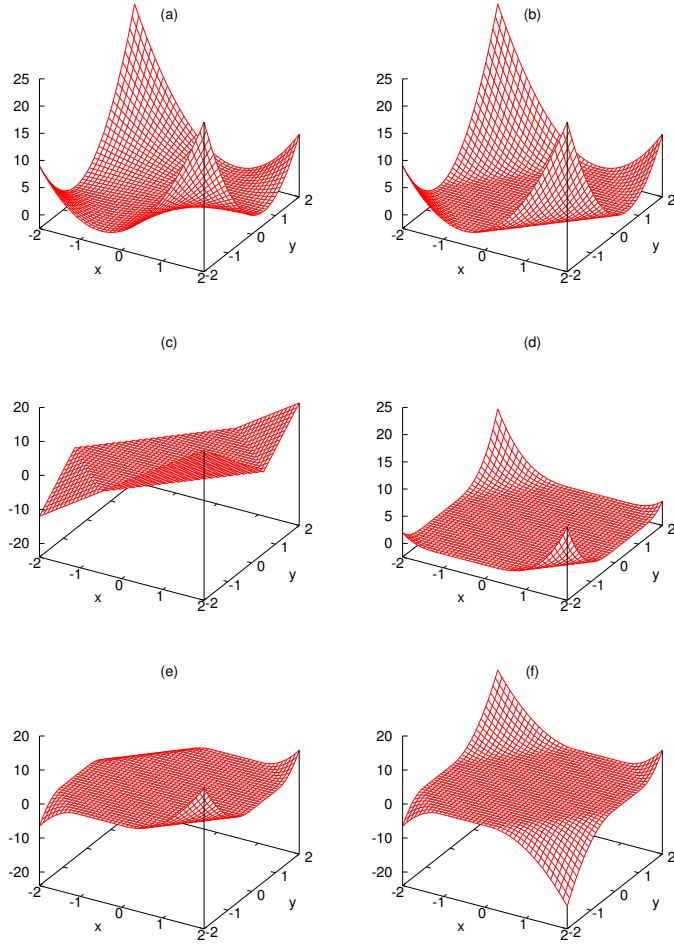 (a) (b)
25 25
20 20
15 15
10 10
5 5
0 0
-2 2 -2 2
-1 1 -1 1
x 0 0 y x 0 0 y
1 -1 1 -1
2 -2 2 -2
(c) (d)
20 25
10 20
0 15
-10 10
-20 5
0
-2 2 -2 2
-1 1 -1 1
x 0 0 y x 0 0 y
1 -1 1 -1
2 -2 2 -2
(e) (f)
20 20
10 10
0 0
-10 -10
-20 -20
-2 2 -2 2
-1 1 -1 1
x 0 0 y x 0 0 y
1 -1 1 -1
2 -2 2 -2